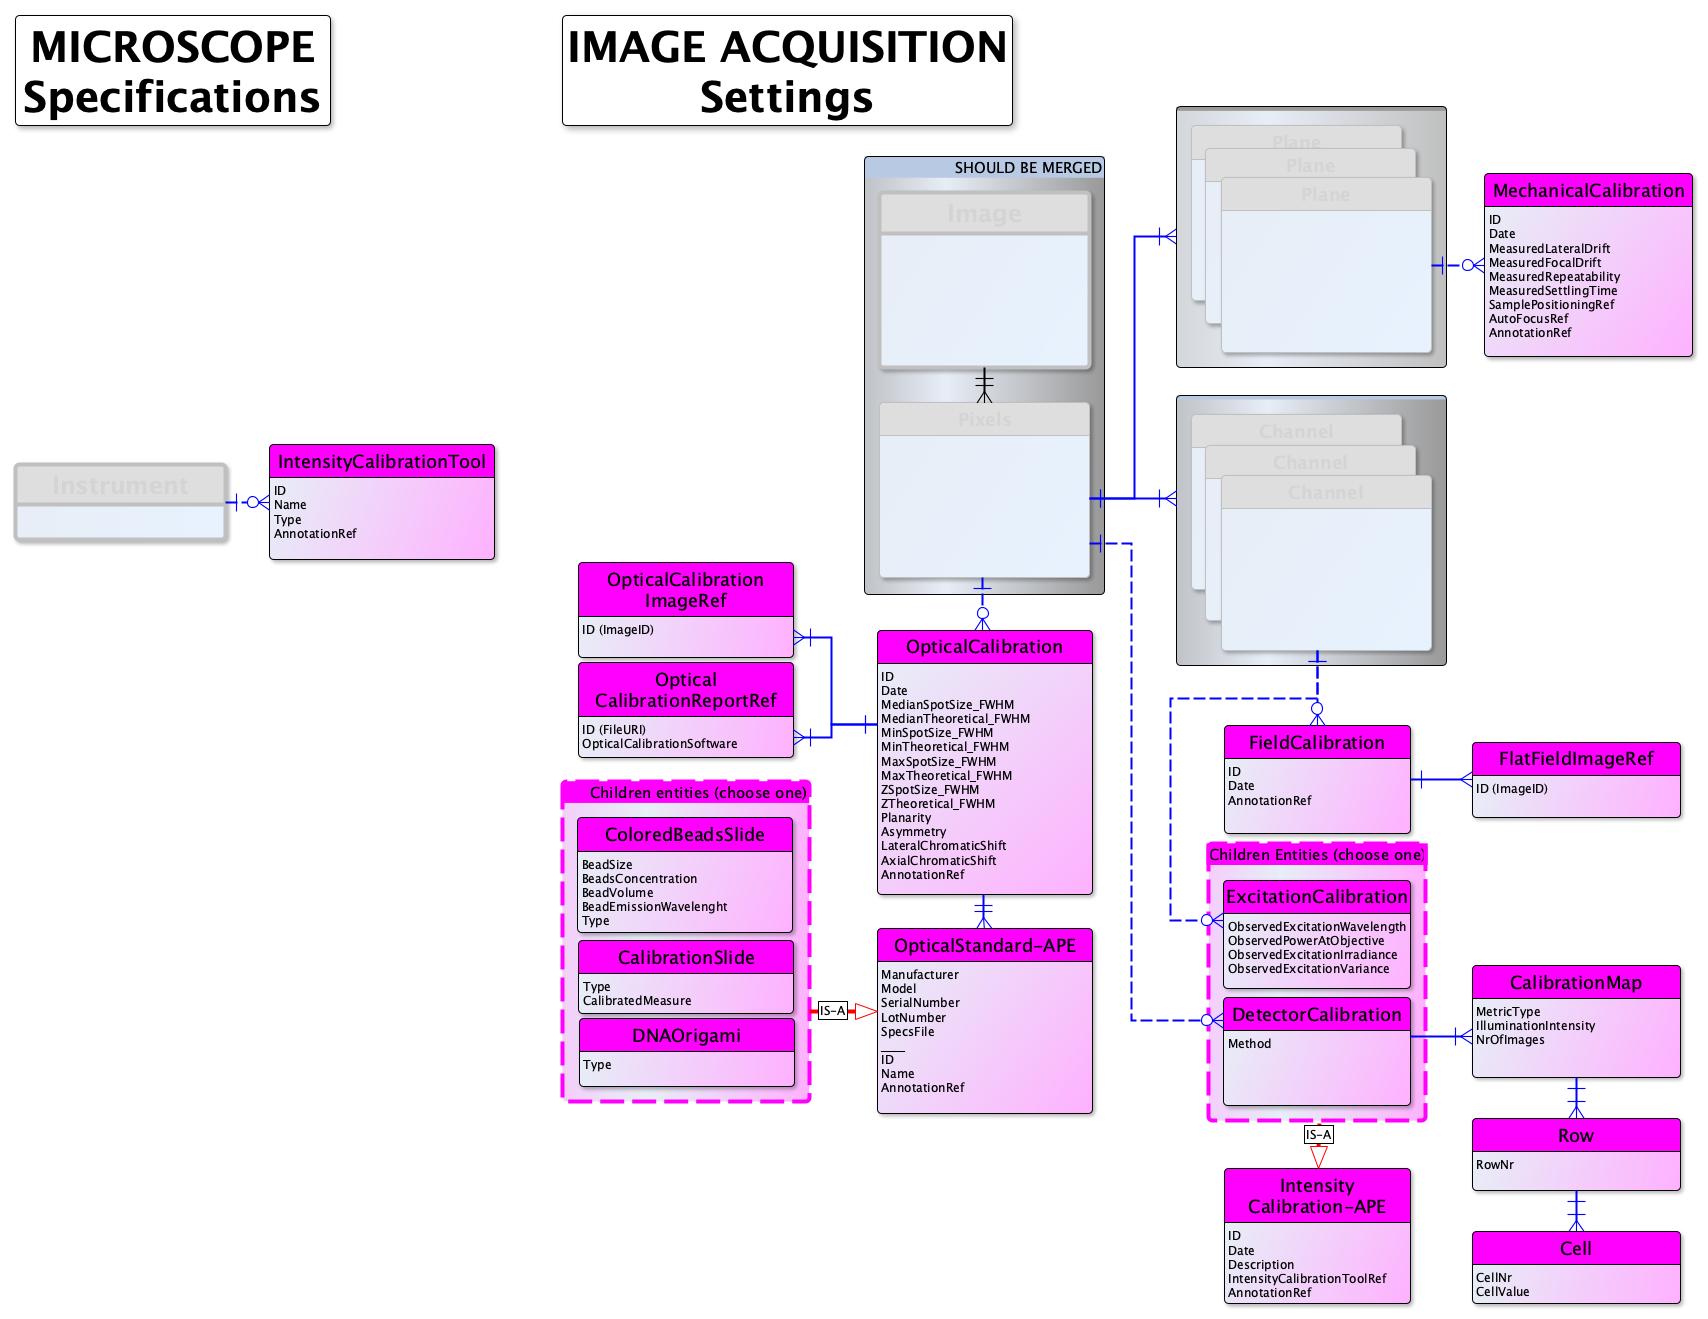 MICROSCOPE
Specifications
IMAGE ACQUISITION
Settings
SHOULD BE MERGED
Image
Pixels
Plane
Plane
Plane
MechanicalCalibration
ID
Date
MeasuredLateralDrift
MeasuredFocalDrift
MeasuredRepeatability
MeasuredSettlingTime
SamplePositioningRef
AutoFocusRef
AnnotationRef
Channel
Channel
Channel
Instrument
IntensityCalibrationTool
ID
Name
Type
AnnotationRef
OpticalCalibration
ImageRef
ID (ImageID)
Optical
CalibrationReportRef
ID (FileURI)
OpticalCalibrationSoftware
OpticalCalibration
ID
Date
MedianSpotSize_FWHM
MedianTheoretical_FWHM
MinSpotSize_FWHM
MinTheoretical_FWHM
MaxSpotSize_FWHM
MaxTheoretical_FWHM
ZSpotSize_FWHM
ZTheoretical_FWHM
Planarity
Asymmetry
LateralChromaticShift
AxialChromaticShift
AnnotationRef
Children entities (choose one)
ColoredBeadsSlide
BeadSize
BeadsConcentration
BeadVolume
BeadEmissionWavelenght
Type
CalibrationSlide
Type
CalibratedMeasure
DNAOrigami
Type
IS-A
OpticalStandard-APE
Manufacturer
Model
SerialNumber
LotNumber
SpecsFile
____
ID
Name
AnnotationRef
FieldCalibration
ID
Date
AnnotationRef
FlatFieldImageRef
ID (ImageID)
Children Entities (choose one)
ExcitationCalibration
ObservedExcitationWavelength
ObservedPowerAtObjective
ObservedExcitationIrradiance
ObservedExcitationVariance
DetectorCalibration
Method
IS-A
Intensity
Calibration-APE
ID
Date
Description
IntensityCalibrationToolRef
AnnotationRef
CalibrationMap
MetricType
IlluminationIntensity
NrOfImages
Row
RowNr
Cell
CellNr
CellValue